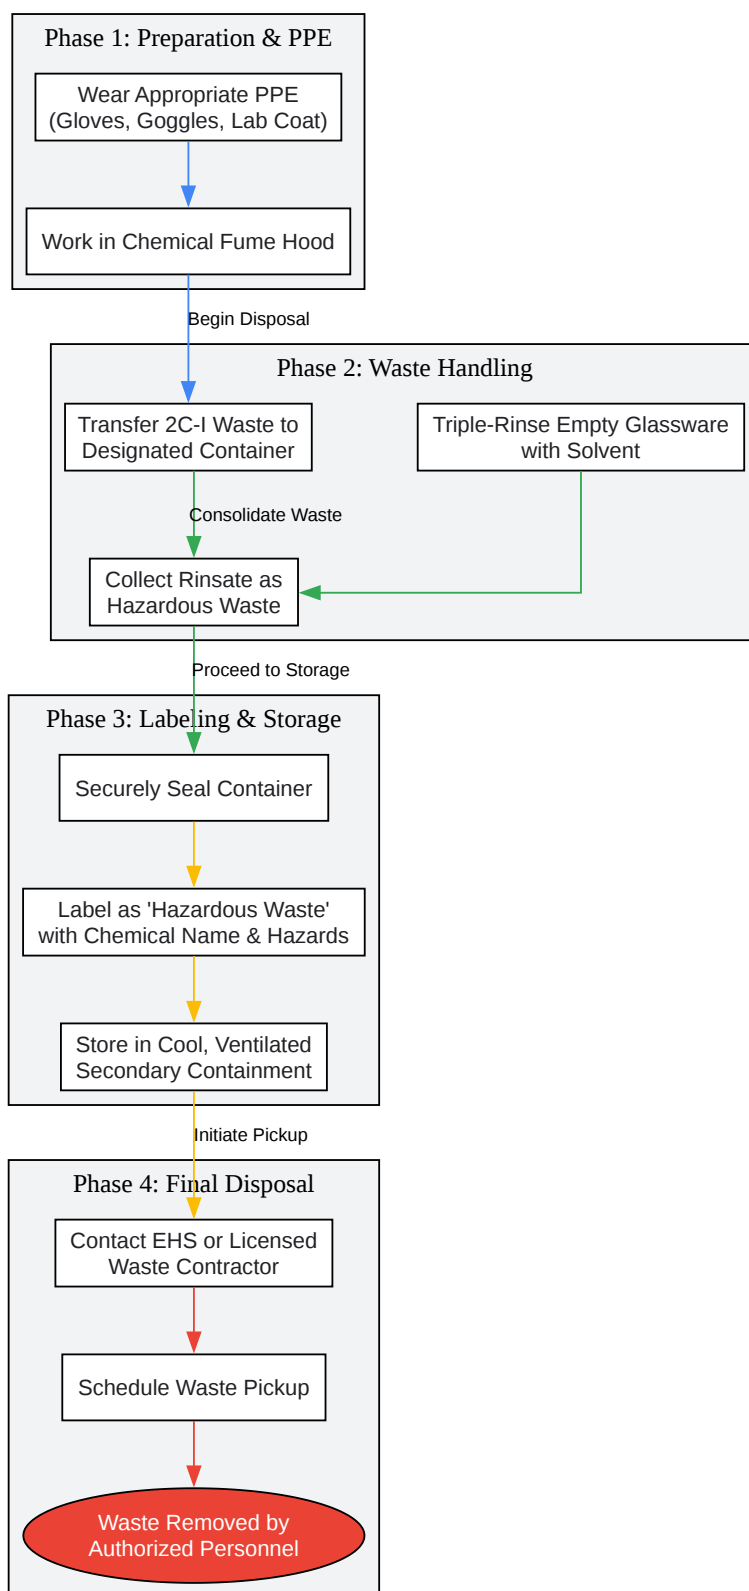 Phase 1: Preparation & PPE
Wear Appropriate PPE
(Gloves, Goggles, Lab Coat)
Work in Chemical Fume Hood
Begin Disposal
Phase 2: Waste Handling
Transfer 2C-I Waste to
Designated Container
Triple-Rinse Empty Glassware
with Solvent
Consolidate Waste
Collect Rinsate as
Hazardous Waste
Proceed to Storage
Phase 3: Labeling & Storage
Securely Seal Container
Label as 'Hazardous Waste'
with Chemical Name & Hazards
Store in Cool, Ventilated
Secondary Containment
Initiate Pickup
Phase 4: Final Disposal
Contact EHS or Licensed
Waste Contractor
Schedule Waste Pickup
Waste Removed by
Authorized Personnel